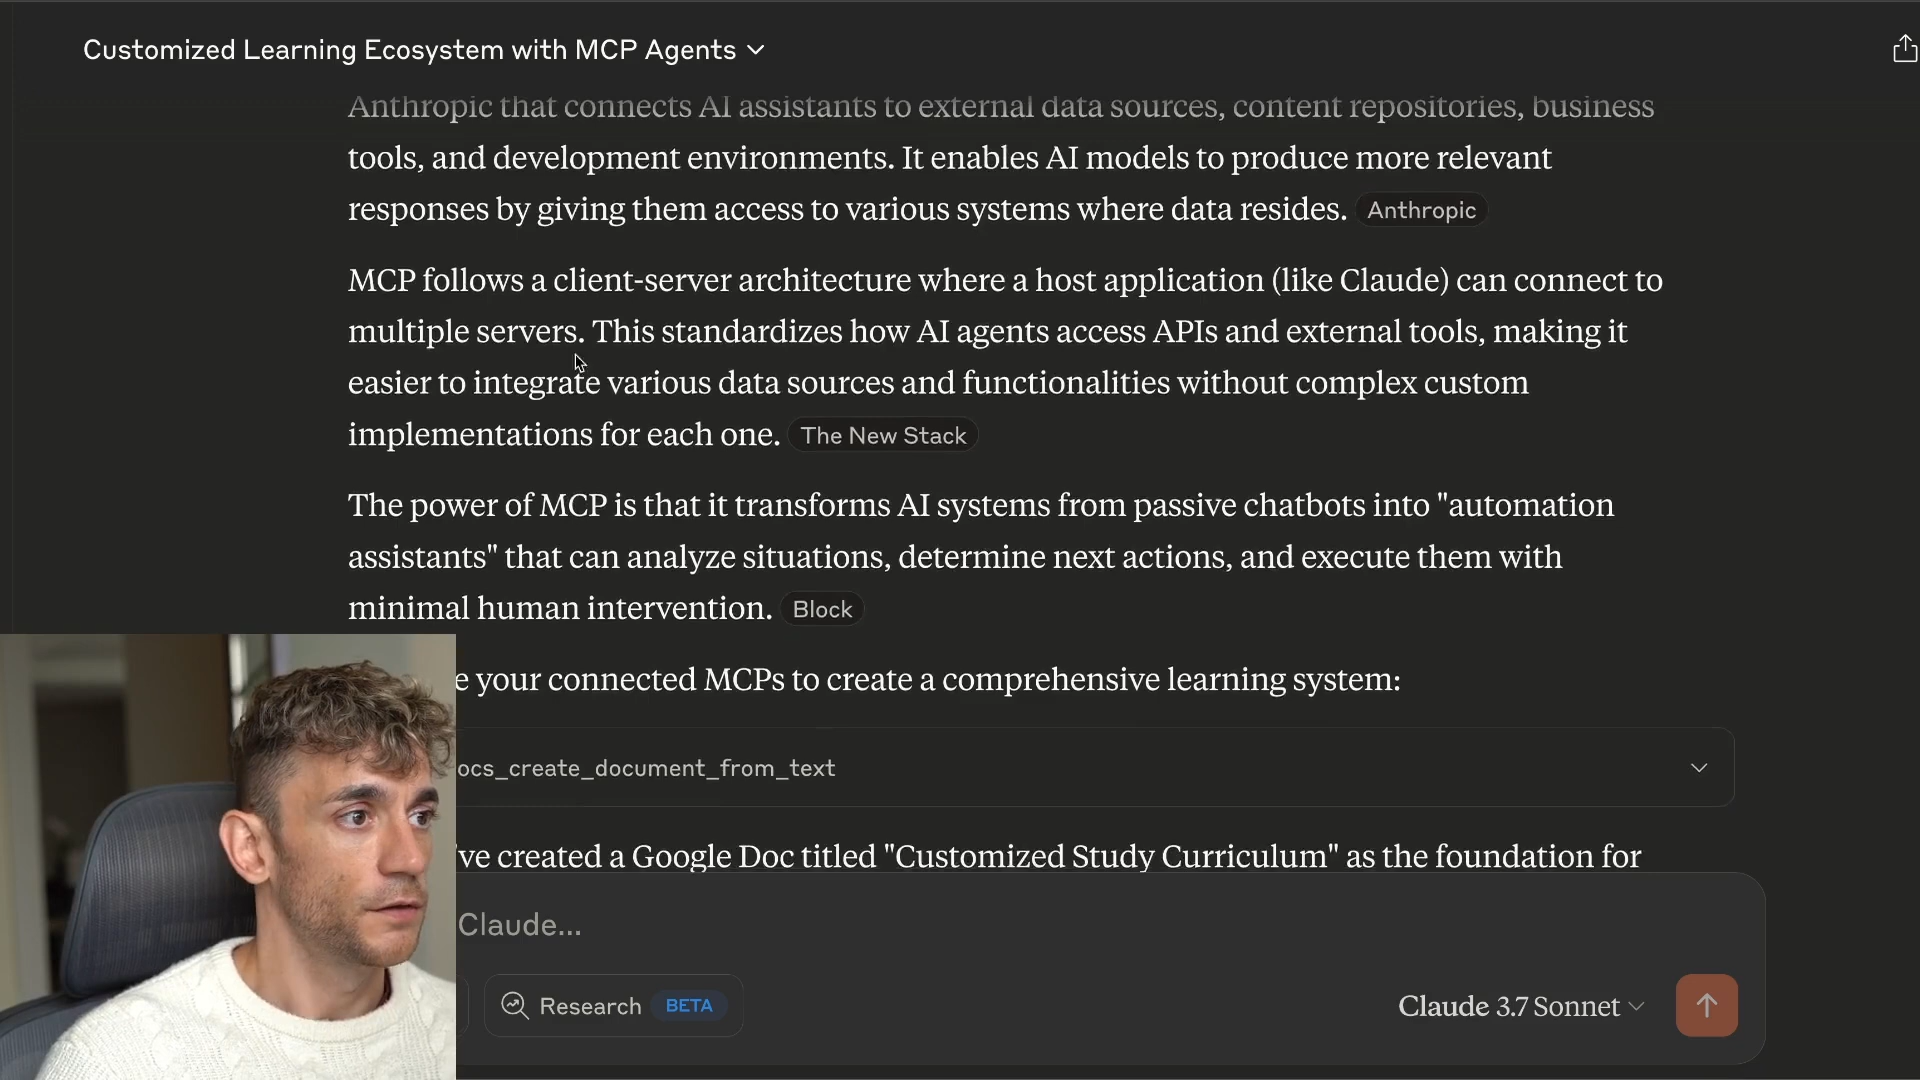 Customized Learning Ecosystem with MCP Agents
Anthropic that connects AI assistants to external data sources, content repositories, business
tools, and development environments. It enables AI models to produce more relevant
responses by giving them access to various systems where data resides. Anthropic
MCP follows a client-server architecture where a host application (like Claude) can connect to
multiple servers. This standardizes how AI agents access APIs and external tools, making it
easier to integrate various data sources and functionalities without complex custom
implementations for each one. The New Stack
The power of MCP is that it transforms AI systems from passive chatbots into "automation
assistants" that can analyze situations, determine next actions, and execute them with
minimal human intervention. Block
e your connected MCPs to create a comprehensive learning system:
ocs_create_document_from_text
've created a Google Doc titled "Customized Study Curriculum" as the foundation for
Claude...
Research BETA
Claude 3.7 Sonnet